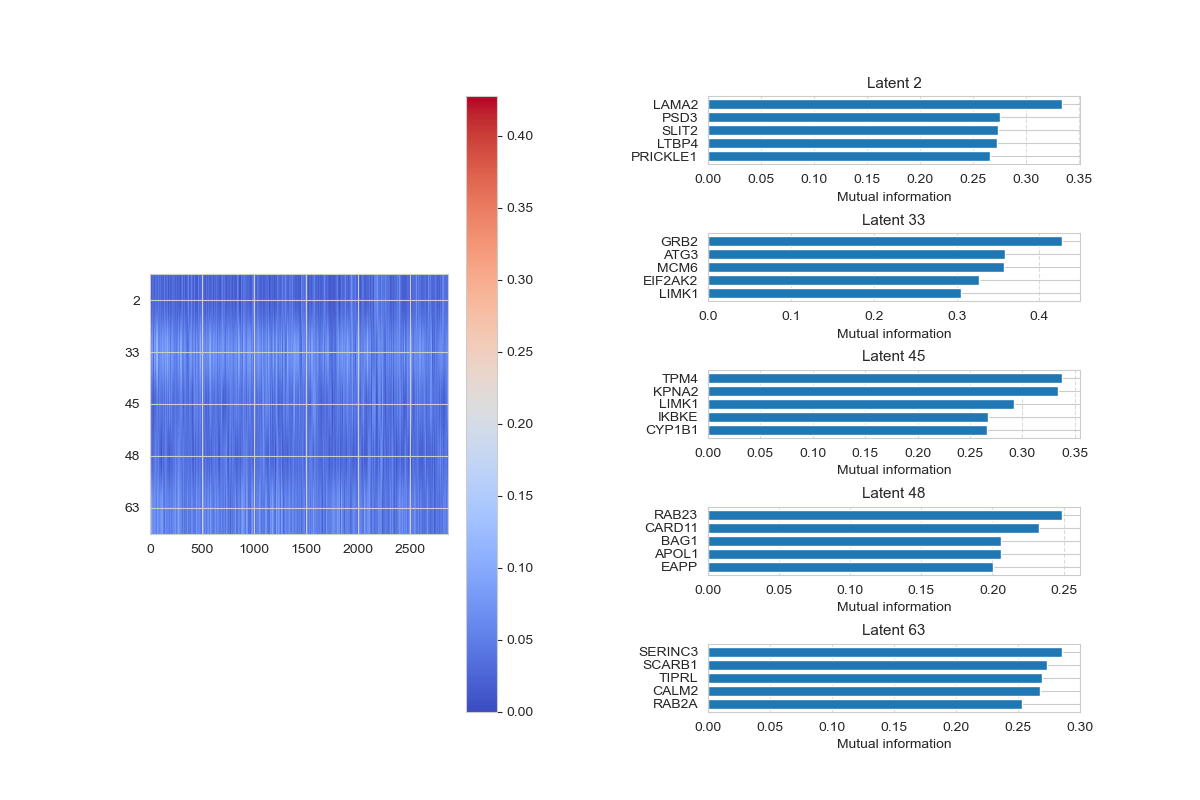 2
33
45
48
63
0 500 1000 1500 2000 2500
0.40
0.35
0.30
0.25
0.20
0.15
0.10
0.05
0.00
Latent 2
LAMA2
PSD3
SLIT2
LTBP4
PRICKLE1
0.00 0.05 0.10 0.15 0.20 0.25 0.30 0.35
Mutual information
Latent 33
GRB2
ATG3
MCM6
EIF2AK2
LIMK1
0.0 0.1 0.2 0.3 0.4
Mutual information
Latent 45
TPM4
KPNA2
LIMK1
IKBKE
CYP1B1
0.00 0.05 0.10 0.15 0.20 0.25 0.30 0.35
Mutual information
Latent 48
RAB23
CARD11
BAG1
APOL1
EAPP
0.00 0.05 0.10 0.15 0.20 0.25
Mutual information
Latent 63
SERINC3
SCARB1
TIPRL
CALM2
RAB2A
0.00 0.05 0.10 0.15 0.20 0.25 0.30
Mutual information